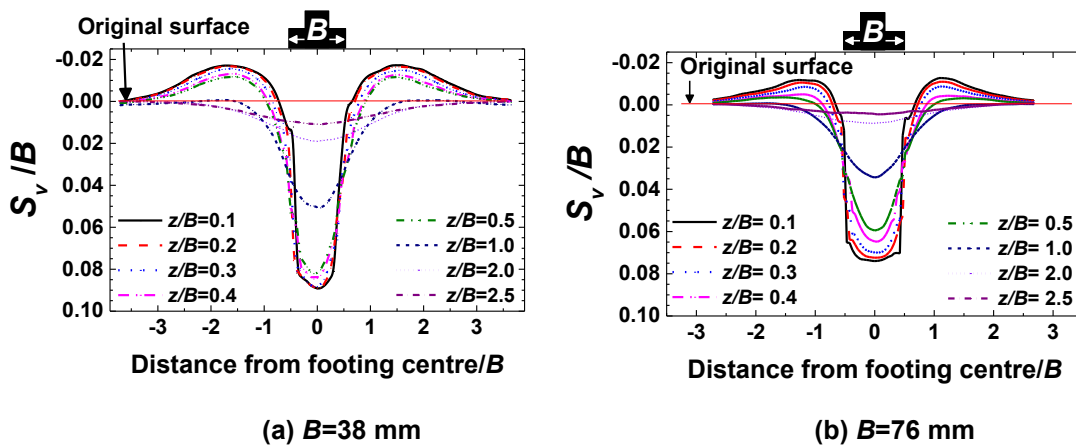 B
Original surface
-0.02
0.00
0.02
0.04
0.06
0.08
0.10
S_v/B
z/B=0.1
z/B=0.2
z/B=0.3
z/B=0.4
z/B=0.5
z/B=1.0
z/B=2.0
z/B=2.5
-3 -2 -1 0 1 2 3
Distance from footing centre/B
(a) B=38 mm
B
Original surface
-0.02
0.00
0.02
0.04
0.06
0.08
0.10
S_v/B
z/B= 0.1
z/B= 0.2
z/B= 0.3
z/B= 0.4
z/B= 0.5
z/B= 1.0
z/B= 2.0
z/B= 2.5
-3 -2 -1 0 1 2 3
Distance from footing centre/B
(b) B=76 mm